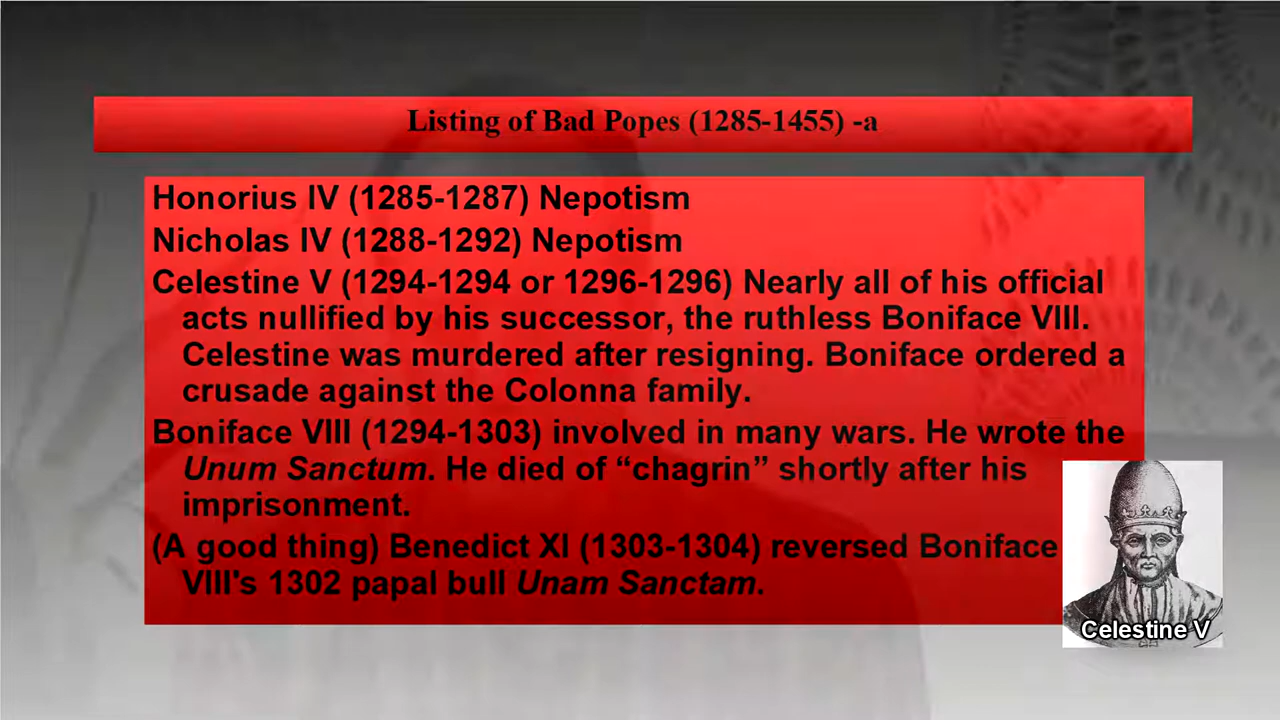 Listing of Bad Popes (1285-1455) -a
Honorius IV (1285-1287) Nepotism
Nicholas IV (1288-1292) Nepotism
Celestine V (1294-1294 or 1296-1296) Nearly all of his official
acts nullified by his successor, the ruthless Boniface VIII.
Celestine was murdered after resigning. Boniface ordered a
crusade against the Colonna family.
Boniface VIII (1294-1303) involved in many wars. He wrote the
Unum Sanctum. He died of “chagrin” shortly after his
imprisonment.
(A good thing) Benedict XI (1303-1304) reversed Boniface
VIII's 1302 papal bull Unam Sanctam.
Celestine V